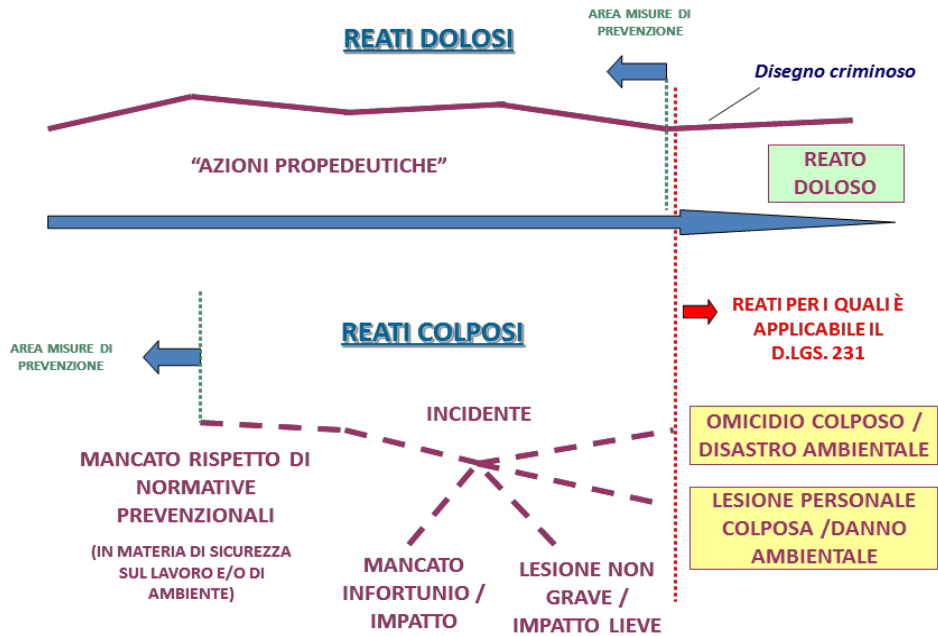 AREA MISURE DI
PREVENZIONE
REATI DOLOSI
Disegno criminoso
"AZIONI PROPEDEUTICHE"
REATO
DOLOSO
REATI PER I QUALI È
APPLICABILE IL
D.LGS. 231
REATI COLPOSI
AREA MISURE DI
PREVENZIONE
INCIDENTE
OMICIDIO COLPOSO /
DISASTRO AMBIENTALE
MANCATO RISPETTO DI
NORMATIVE
PREVENZIONALI
(IN MATERIA DI SICUREZZA
SUL LAVORO E/O DI
AMBIENTE)
LESIONE PERSONALE
COLPOSA /DANNO
AMBIENTALE
MANCATO
INFORTUNIO /
IMPATTO
LESIONE NON
GRAVE /
IMPATTO LIEVE